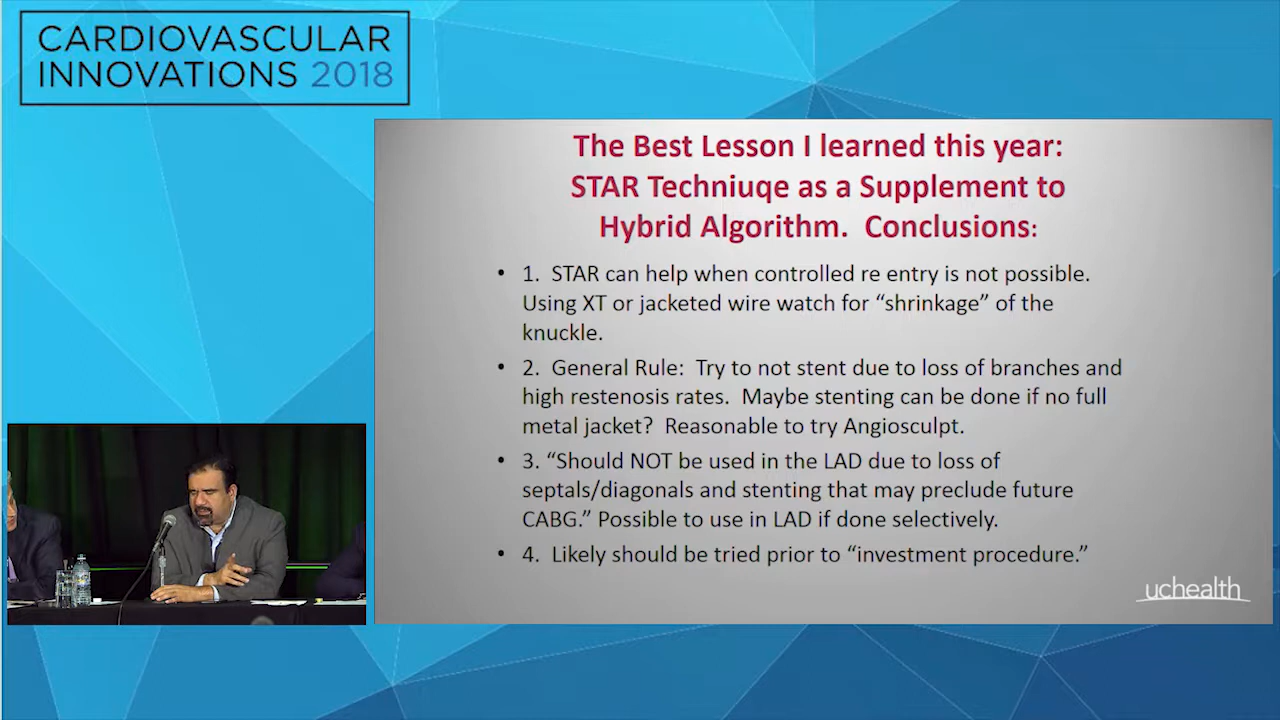 CARDIOVASCULAR
INNOVATIONS 2018
The Best Lesson I learned this year:
STAR Techniuqe as a Supplement to
Hybrid Algorithm. Conclusions:
• 1. STAR can help when controlled re entry is not possible.
Using XT or jacketed wire watch for “shrinkage” of the
knuckle.
• 2. General Rule: Try to not stent due to loss of branches and
high restenosis rates. Maybe stenting can be done if no full
metal jacket? Reasonable to try Angiosculpt.
• 3. “Should NOT be used in the LAD due to loss of
septals/diagonals and stenting that may preclude future
CABG.” Possible to use in LAD if done selectively.
• 4. Likely should be tried prior to “investment procedure.”
uchealth